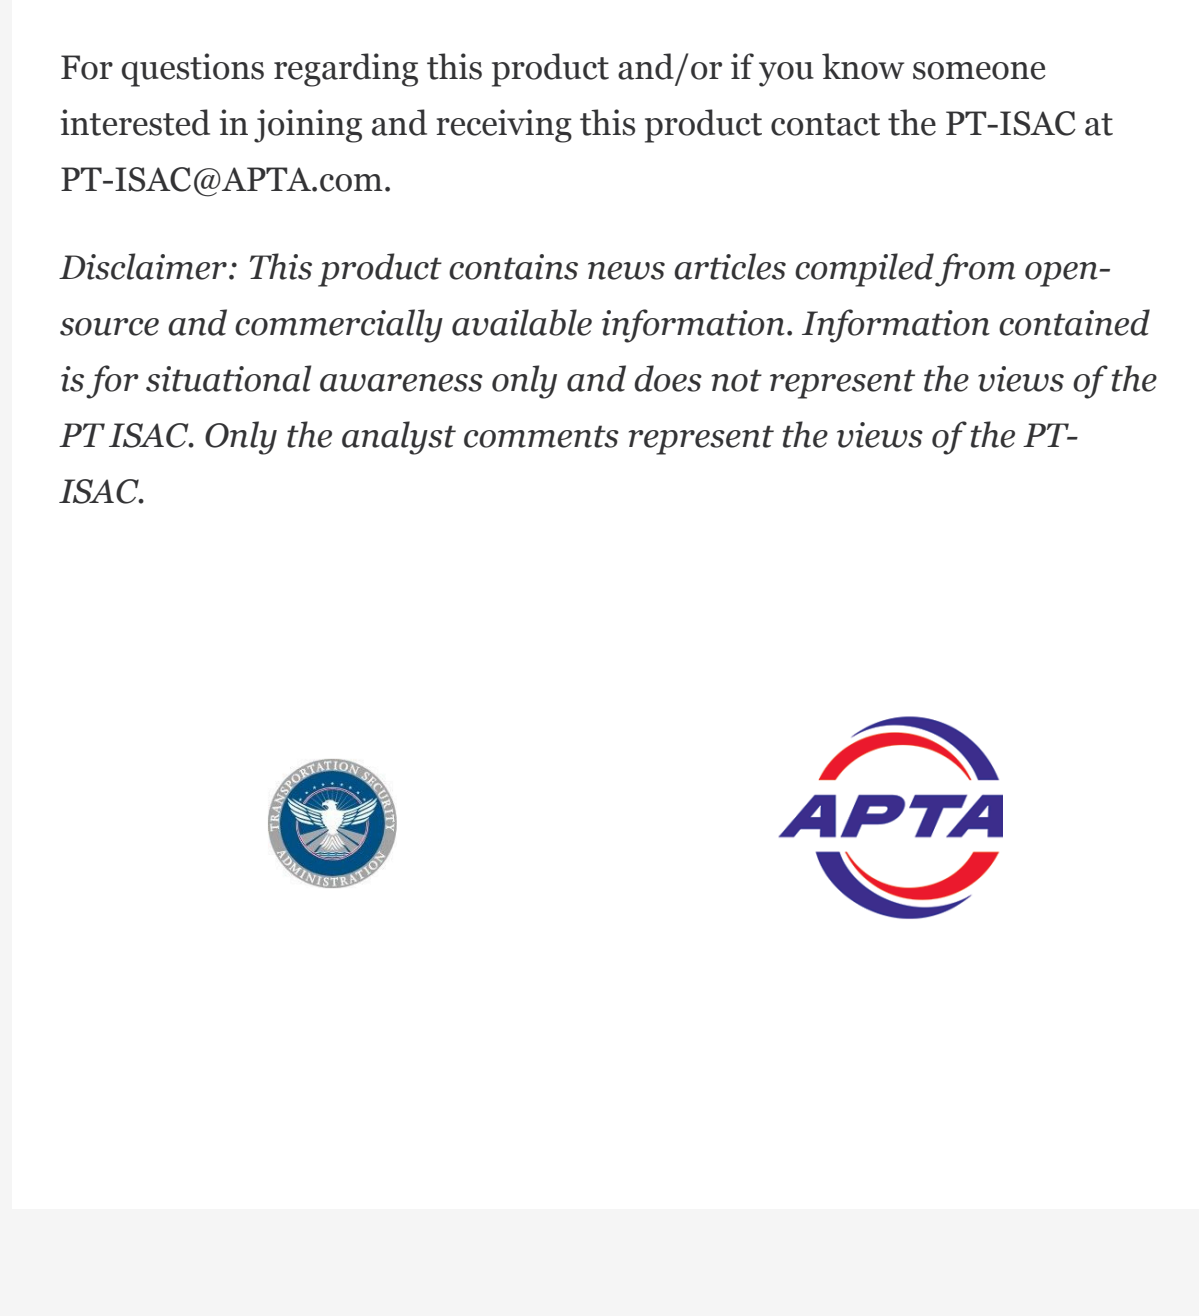 For questions regarding this product and/or if you know someone
interested in joining and receiving this product contact the PT-ISAC at
PT-ISAC@APTA.com.
Disclaimer: This product contains news articles compiled from open-
source and commercially available information. Information contained
is for situational awareness only and does not represent the views of the
PT ISAC. Only the analyst comments represent the views of the PT-
ISAC.
TRANSPORTATION SECURITY
ADMINISTRATION
APTA